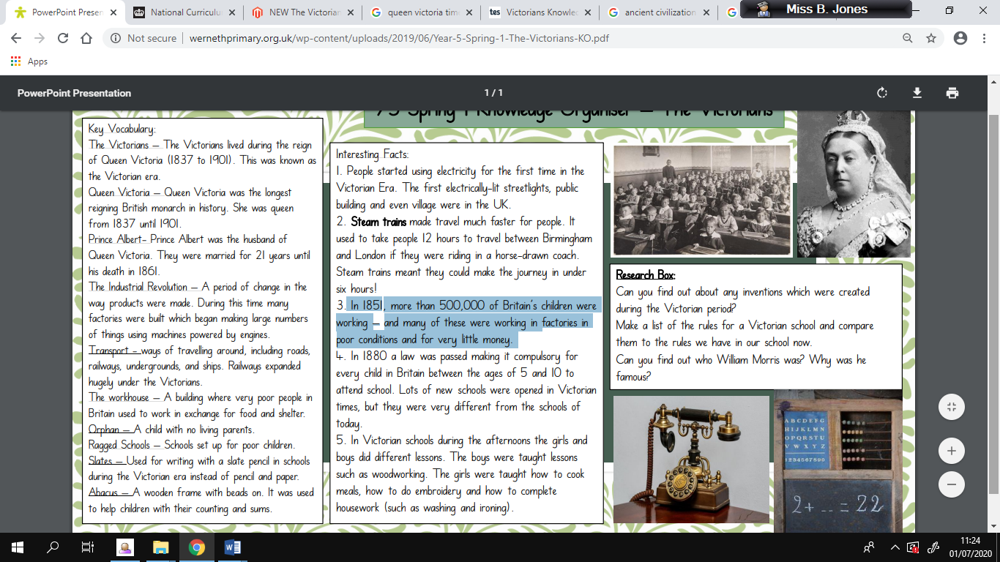 PowerPoint Presen
National Curriculu
NEW The Victorian
queen victoria tim
tes
Victorians Knowlec
ancient civilization
Miss B. Jones
Not secure
wernethprimary.org.uk/wp-content/uploads/2019/06/Year-5-Spring-1-The-Victorians-KO.pdf
Apps
PowerPoint Presentation
1 / 1
Y5 Spring 1 Knowledge Organiser – The Victorians
Key Vocabulary:
The Victorians – The Victorians lived during the reign
of Queen Victoria (1837 to 1901). This was known as
the Victorian era.
Queen Victoria – Queen Victoria was the longest
reigning British monarch in history. She was queen
from 1837 until 1901.
Prince Albert- Prince Albert was the husband of
Queen Victoria. They were married for 21 years until
his death in 1861.
The Industrial Revolution – A period of change in the
way products were made. During this time many
factories were built which began making large numbers
of things using machines powered by engines.
Transport - ways of travelling around, including roads,
railways, undergrounds, and ships. Railways expanded
hugely under the Victorians.
The workhouse – A building where very poor people in
Britain used to work in exchange for food and shelter.
Orphan – A child with no living parents.
Ragged Schools – Schools set up for poor children.
Slates – Used for writing with a slate pencil in schools
during the Victorian era instead of pencil and paper.
Abacus – A wooden frame with beads on. It was used
to help children with their counting and sums.
Interesting Facts:
1. People started using electricity for the first time in the
Victorian Era. The first electrically-lit streetlights, public
building and even village were in the UK.
2. Steam trains made travel much faster for people. It
used to take people 12 hours to travel between Birmingham
and London if they were riding in a horse-drawn coach.
Steam trains meant they could make the journey in under
six hours!
3. In 1851, more than 500,000 of Britain's children were
working – and many of these were working in factories in
poor conditions and for very little money.
4. In 1880 a law was passed making it compulsory for
every child in Britain between the ages of 5 and 10 to
attend school. Lots of new schools were opened in Victorian
times, but they were very different from the schools of
today.
5. In Victorian schools during the afternoons the girls and
boys did different lessons. The boys were taught lessons
such as woodworking. The girls were taught how to cook
meals, how to do embroidery and how to complete
housework (such as washing and ironing).
Research Box:
Can you find out about any inventions which were created
during the Victorian period?
Make a list of the rules for a Victorian school and compare
them to the rules we have in our school now.
Can you find out who William Morris was? Why was he
famous?
A B C D E F G
H I J K L M N
O P Q R S T U
V W X Y Z
1 2 3 4 5 6 7 8 9 0
2 + .. = 22
11:24
01/07/2020